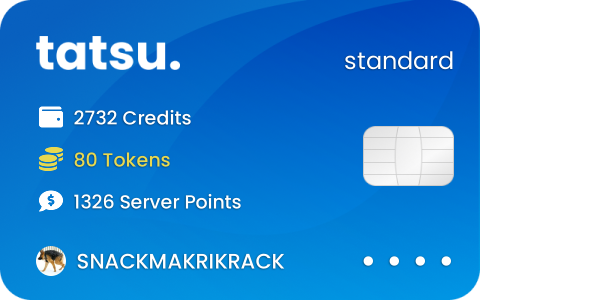 tatsu.
standard
2732 Credits
80 Tokens
1326 Server Points
SNACKMAKRIKRACK